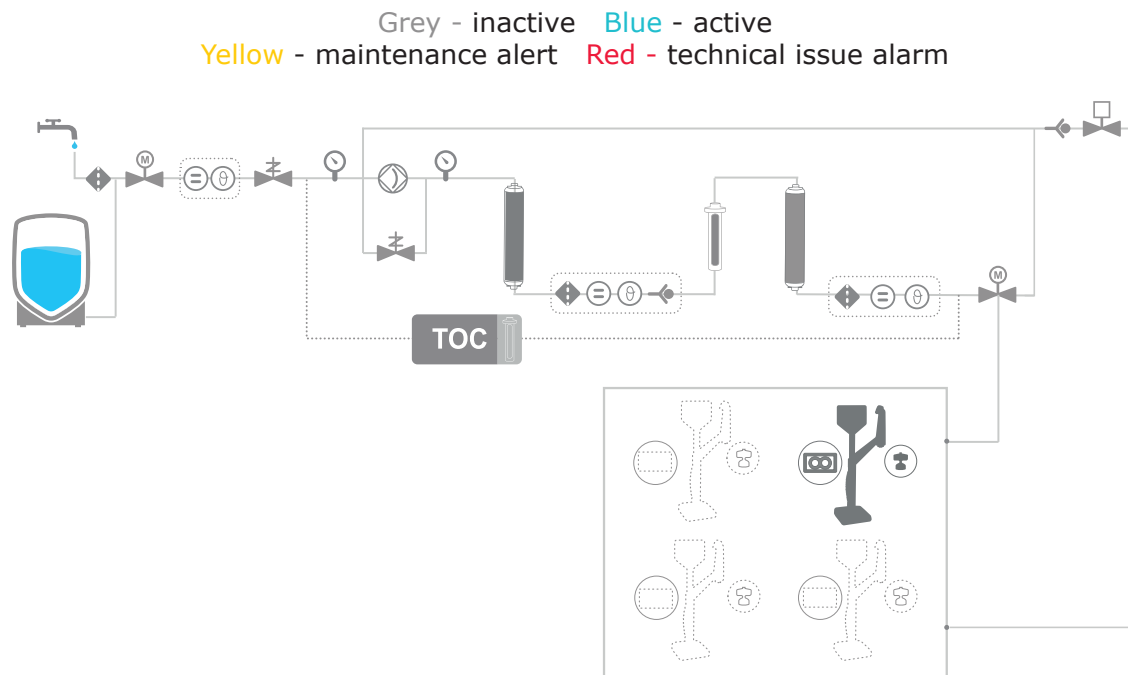 Grey - inactive Blue - active
Yellow - maintenance alert Red - technical issue alarm
M
M
TOC